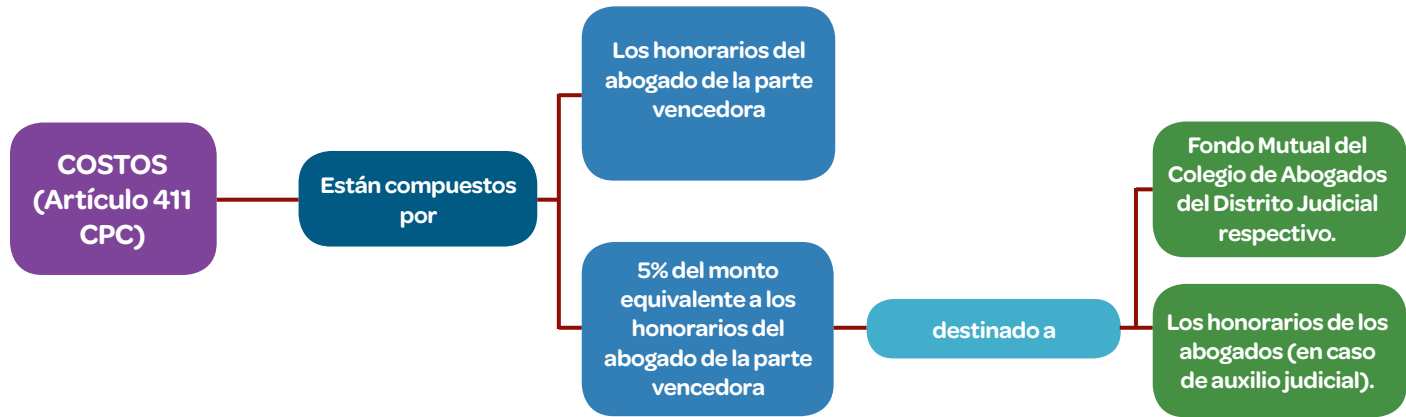 COSTOS
(Artículo 411
CPC)
Están compuestos
por
Los honorarios del
abogado de la parte
vencedora
5% del monto
equivalente a los
honorarios del
abogado de la parte
vencedora
destinado a
Fondo Mutual del
Colegio de Abogados
del Distrito Judicial
respectivo.
Los honorarios de los
abogados (en caso
de auxilio judicial).